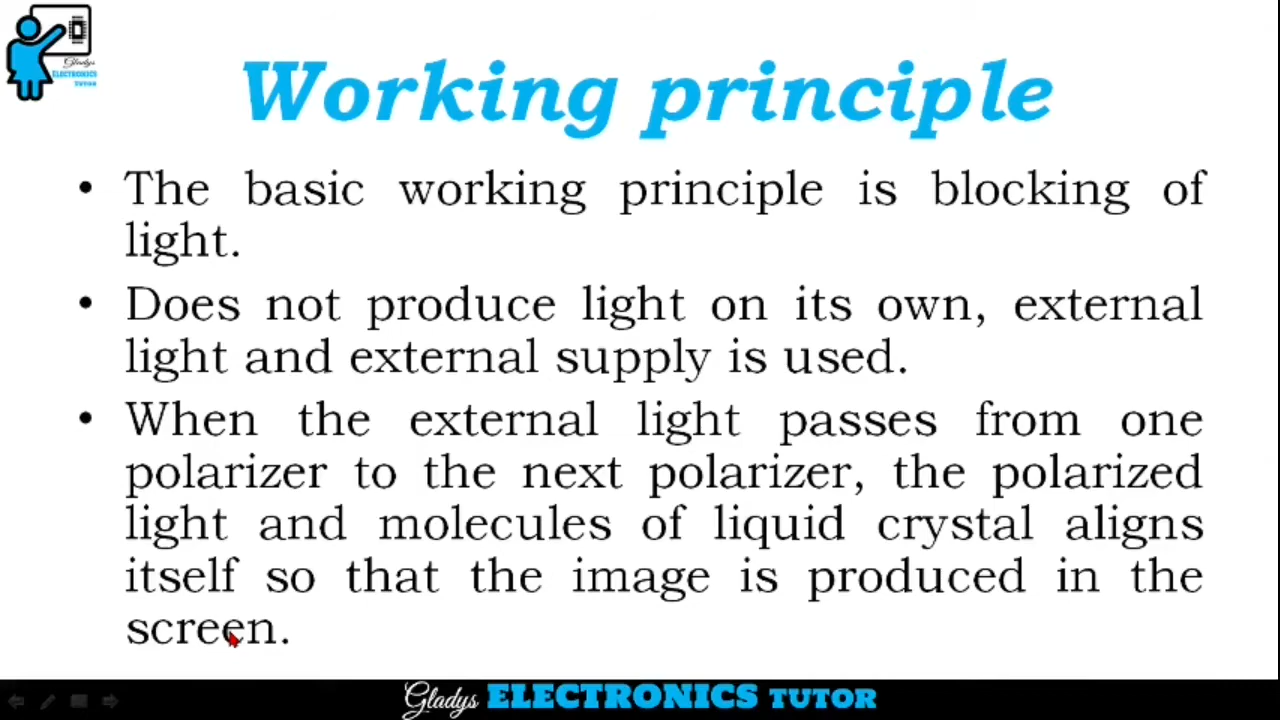 Gladys
ELECTRONICS
TUTOR
Working principle
• The basic working principle is blocking of
light.
• Does not produce light on its own, external
light and external supply is used.
• When the external light passes from one
polarizer to the next polarizer, the polarized
light and molecules of liquid crystal aligns
itself so that the image is produced in the
screen.
Gladys ELECTRONICS TUTOR